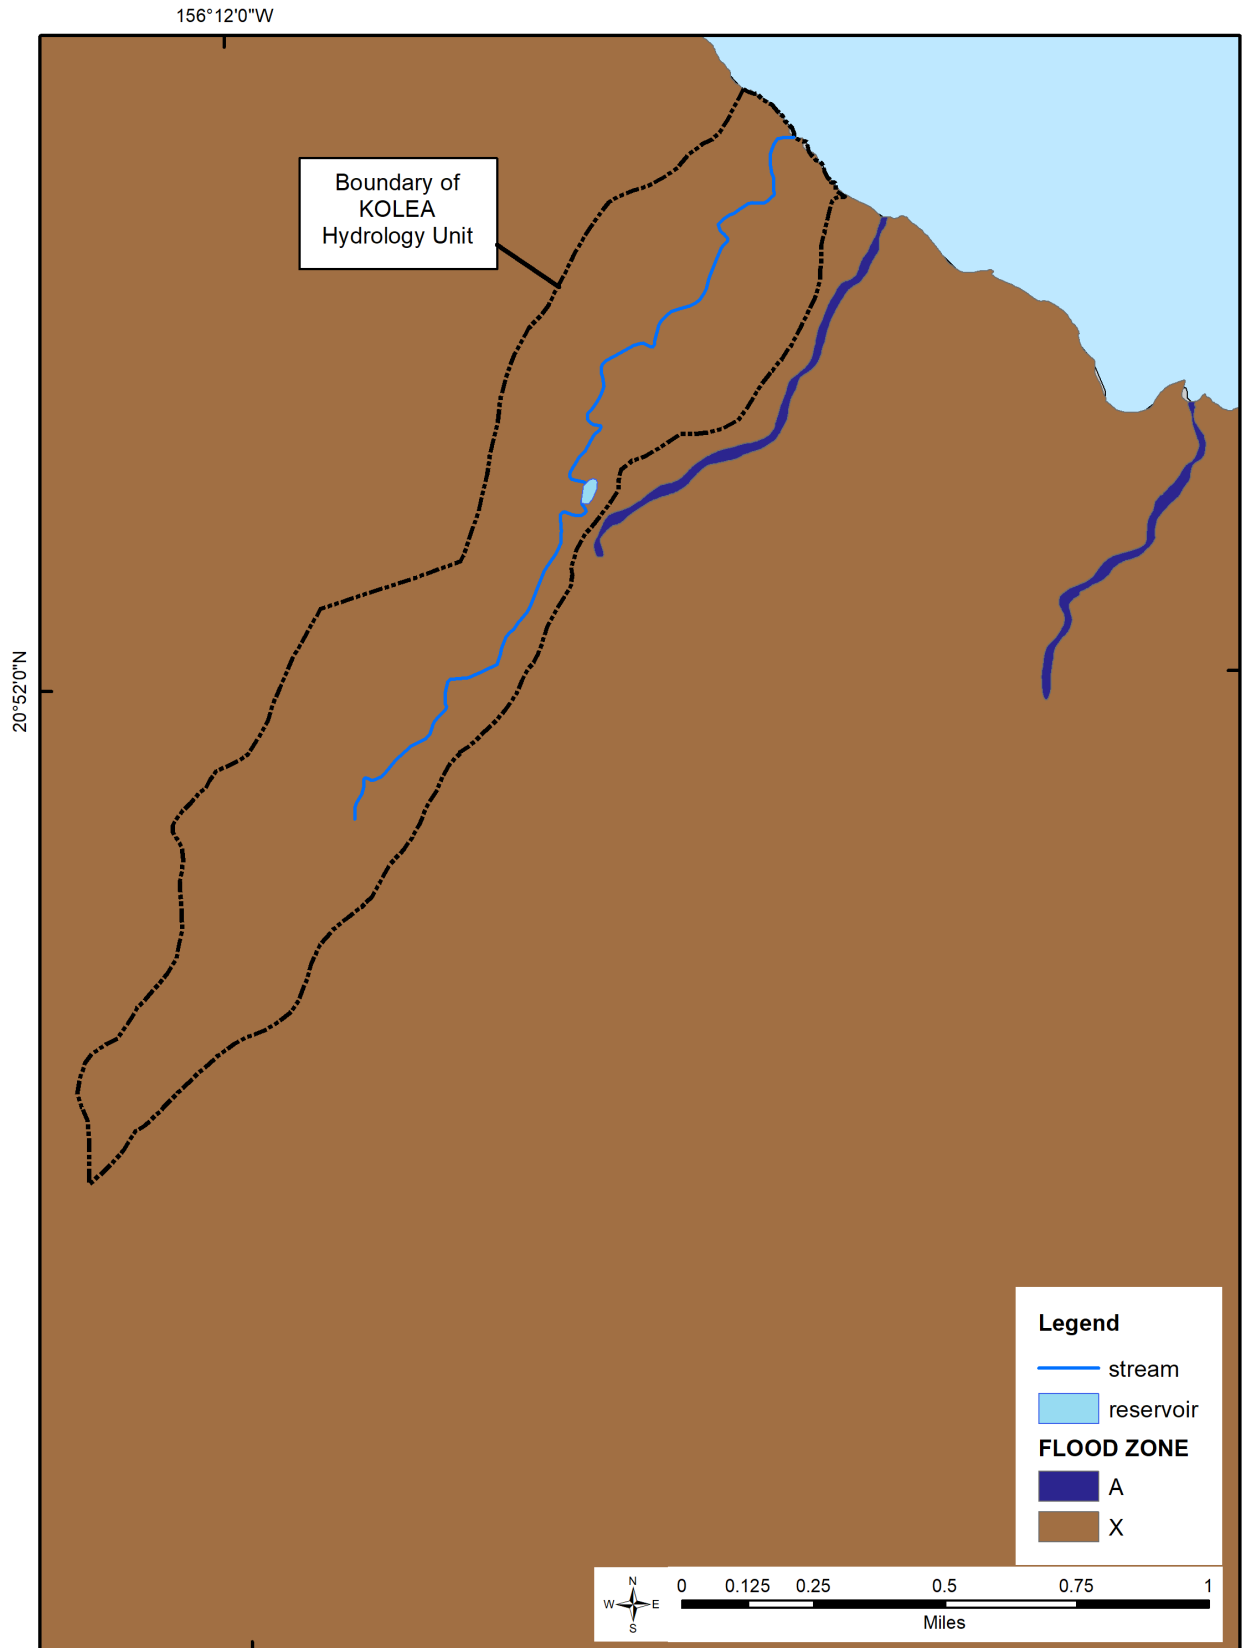 156°12'0"W
Boundary of
KOLEA
Hydrology Unit
20°52'0"N
Legend
stream
reservoir
FLOOD ZONE
A
X
N
W E
S
0 0.125 0.25 0.5 0.75 1
Miles